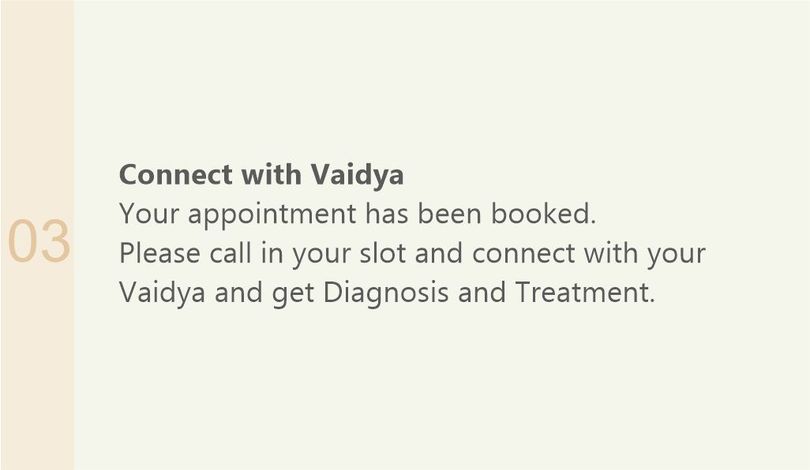 03
Connect with Vaidya
Your appointment has been booked.
Please call in your slot and connect with your
Vaidya and get Diagnosis and Treatment.